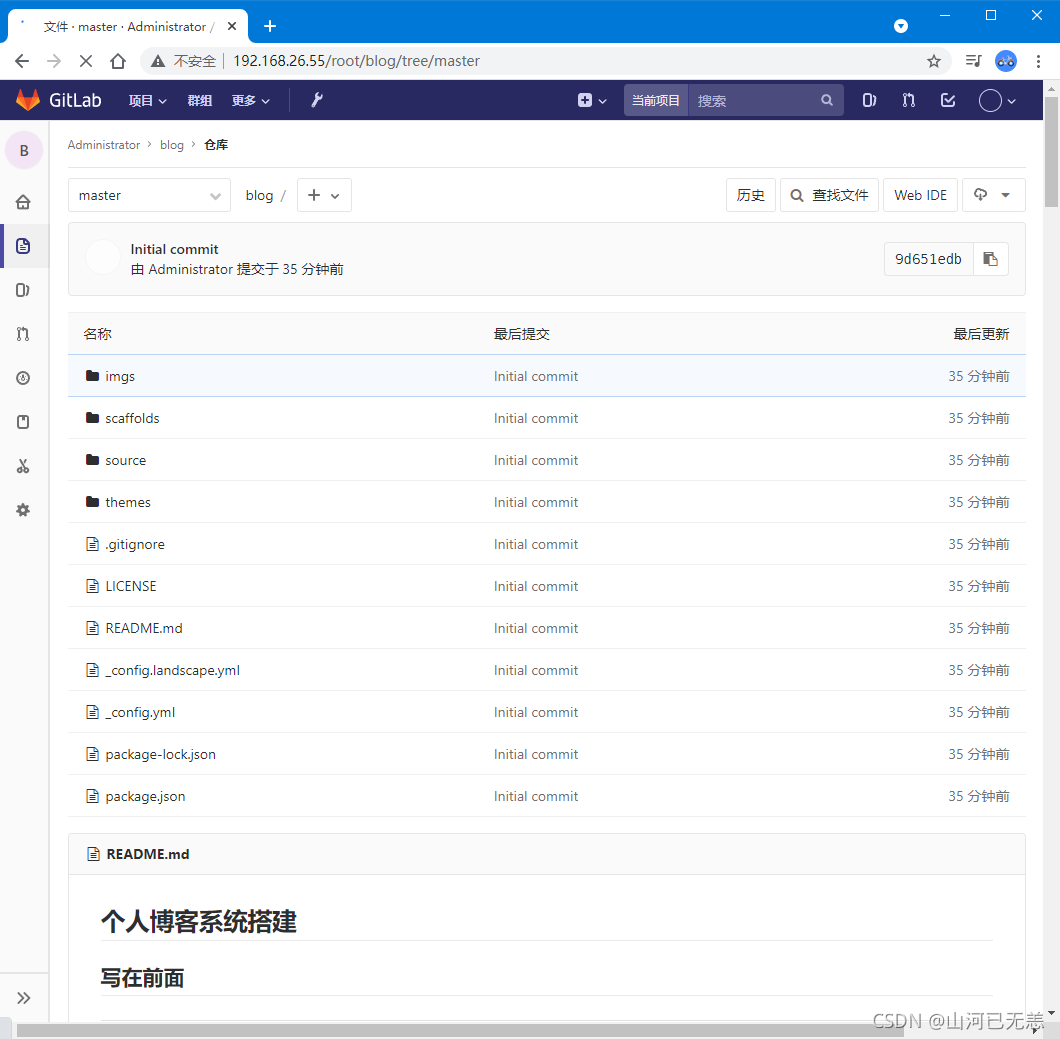 文件 · master · Administrator /
不安全 192.168.26.55/root/blog/tree/master
GitLab 项目 群组 更多 当前项目 搜索
B
Administrator › blog › 仓库
master blog / + 历史 查找文件 Web IDE
Initial commit
由 Administrator 提交于 35 分钟前
9d651edb
名称 最后提交 最后更新
imgs Initial commit 35 分钟前
scaffolds Initial commit 35 分钟前
source Initial commit 35 分钟前
themes Initial commit 35 分钟前
.gitignore Initial commit 35 分钟前
LICENSE Initial commit 35 分钟前
README.md Initial commit 35 分钟前
_config.landscape.yml Initial commit 35 分钟前
_config.yml Initial commit 35 分钟前
package-lock.json Initial commit 35 分钟前
package.json Initial commit 35 分钟前
README.md
个人博客系统搭建
写在前面
CSDN @山河已无恙